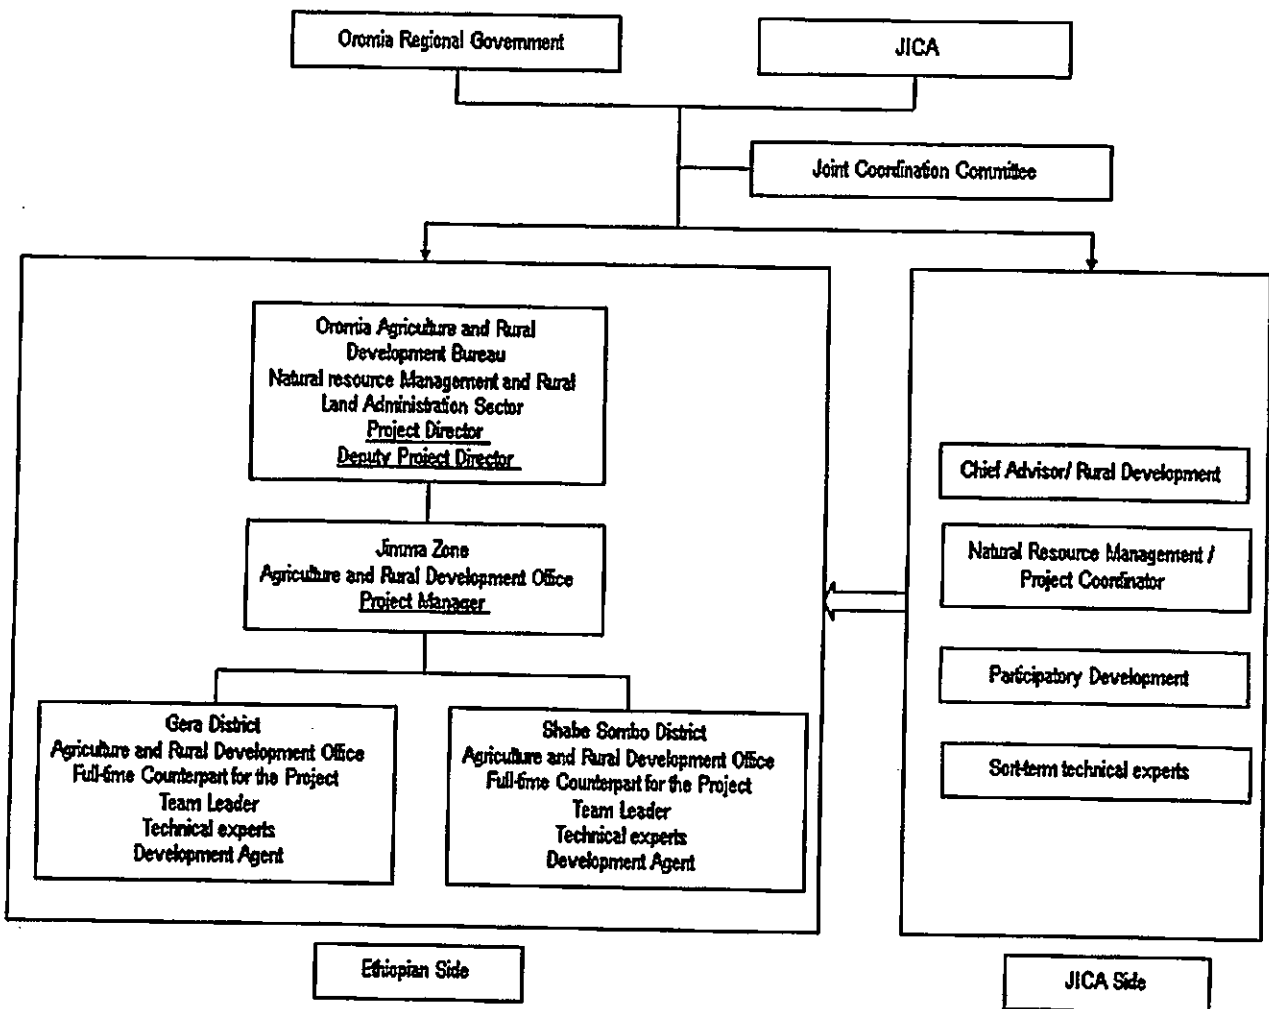 Oromia Regional Government
JICA
Joint Coordination Committee
Oromia Agriculture and Rural
Development Bureau
Natural resource Management and Rural
Land Administration Sector
Project Director
Deputy Project Director
Jimma Zone
Agriculture and Rural Development Office
Project Manager
Gera District
Agriculture and Rural Development Office
Full-time Counterpart for the Project
Team Leader
Technical experts
Development Agent
Shabe Sombo District
Agriculture and Rural Development Office
Full-time Counterpart for the Project
Team Leader
Technical experts
Development Agent
Chief Advisor/ Rural Development
Natural Resource Management /
Project Coordinator
Participatory Development
Sort-term technical experts
Ethiopian Side
JICA Side